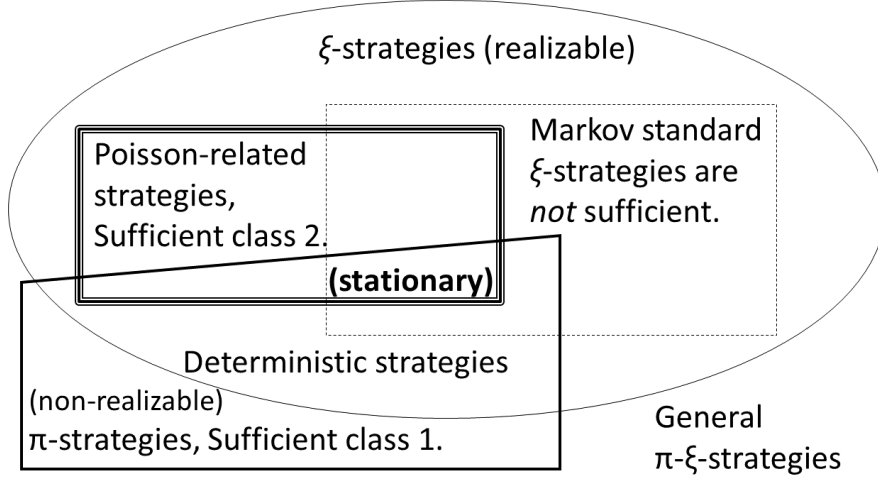 ξ-strategies (realizable)
Poisson-related
strategies,
Sufficient class 2.
Markov standard
ξ-strategies are
not sufficient.
(stationary)
Deterministic strategies
(non-realizable)
π-strategies, Sufficient class 1.
General
π-ξ-strategies